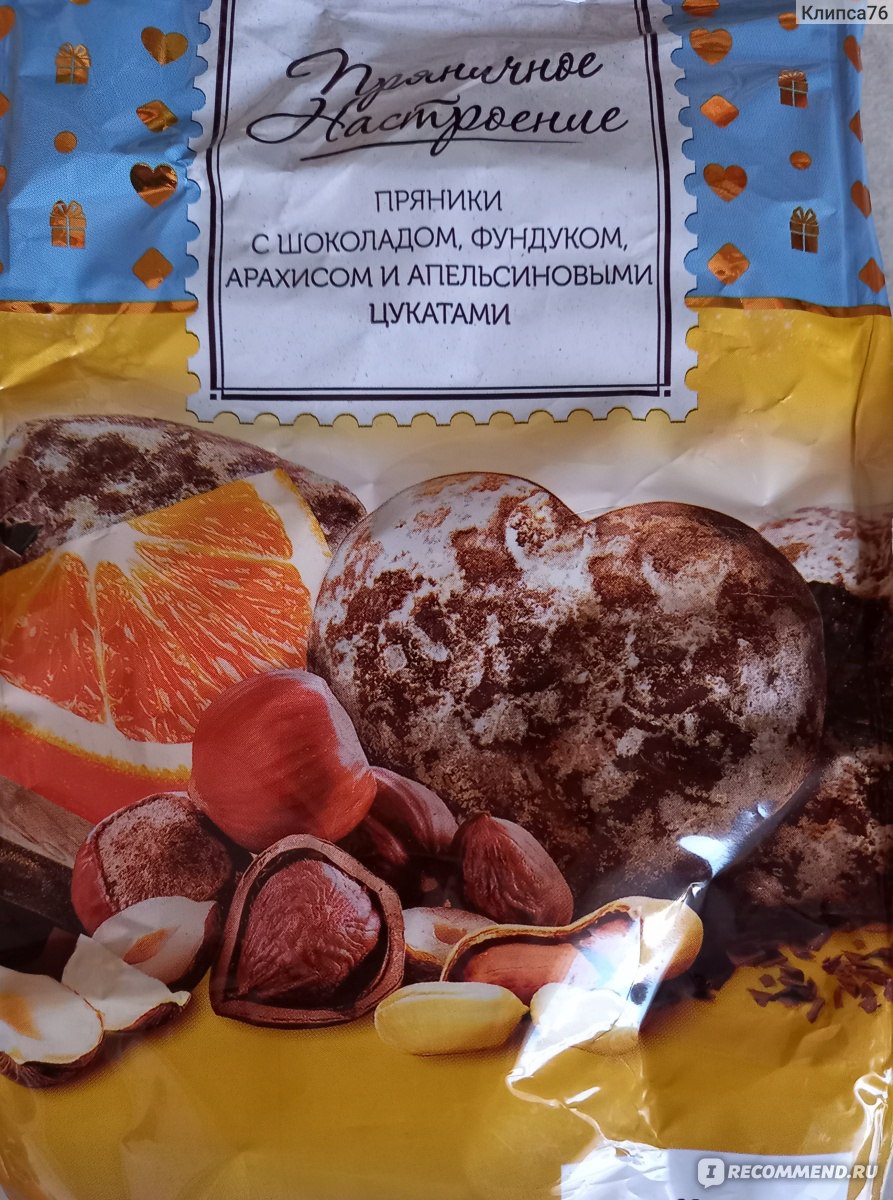 Клипса76
Пряничное
Настроение
ПРЯНИКИ
С ШОКОЛАДОМ, ФУНДУКОМ,
АРАХИСОМ И АПЕЛЬСИНОВЫМИ
ЦУКАТАМИ
I RECOMMEND.RU